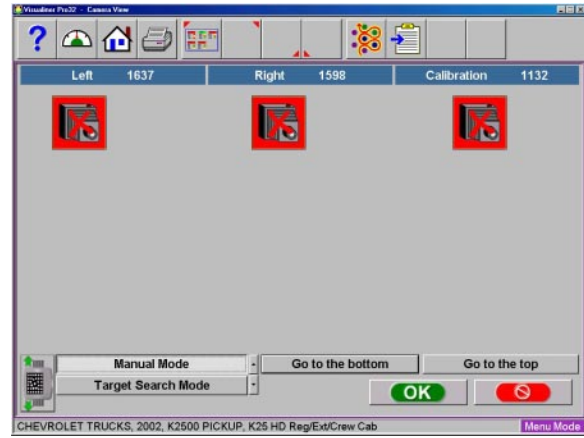 Visualiner Pro32 - Camera View
Left 1637 Right 1598 Calibration 1132
Manual Mode - Go to the bottom Go to the top
Target Search Mode -
OK
CHEVROLET TRUCKS, 2002, K2500 PICKUP, K25 HD Reg/Ext/Crew Cab Menu Mode